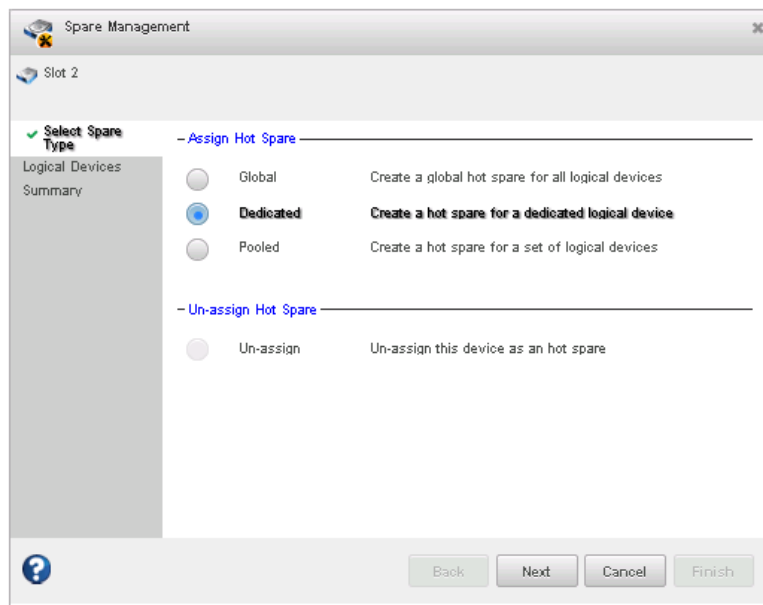 Spare Management
Slot 2
Select Spare
Type
Logical Devices
Summary
Assign Hot Spare
Global Create a global hot spare for all logical devices
Dedicated Create a hot spare for a dedicated logical device
Pooled Create a hot spare for a set of logical devices
Un-assign Hot Spare
Un-assign Un-assign this device as an hot spare
? Back Next Cancel Finish